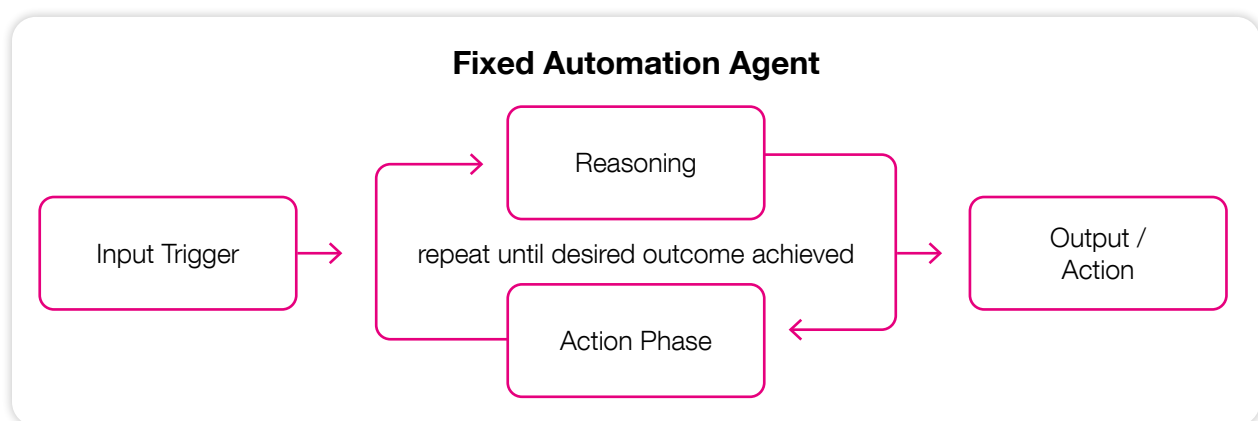 Fixed Automation Agent
Reasoning
Input Trigger
repeat until desired outcome achieved
Output /
Action
Action Phase